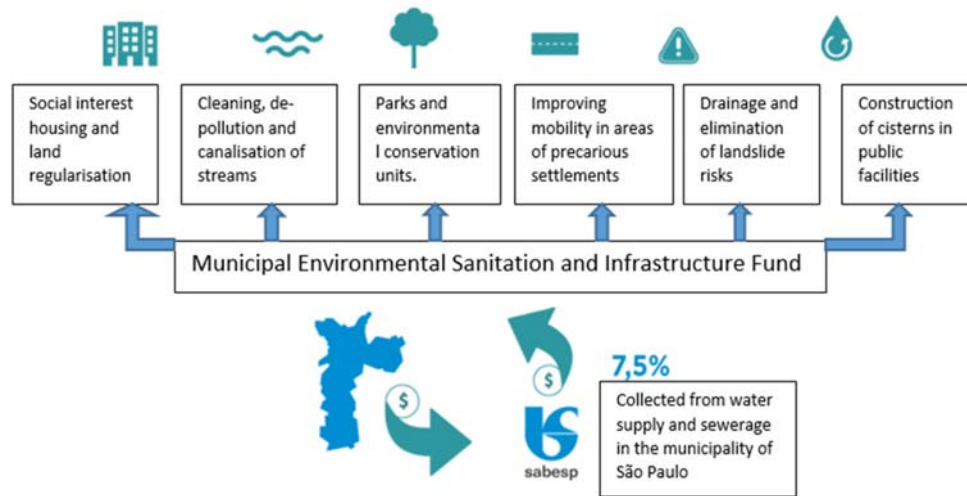 Social interest
housing and
land
regularisation
Cleaning, de-
pollution and
canalisation of
streams
Parks and
environmenta
l conservation
units.
Improving
mobility in areas
of precarious
settlements
Drainage and
elimination
of landslide
risks
Construction
of cisterns in
public
facilities
Municipal Environmental Sanitation and Infrastructure Fund
$
$
sabesp
7,5%
Collected from water
supply and sewerage
in the municipality of
São Paulo